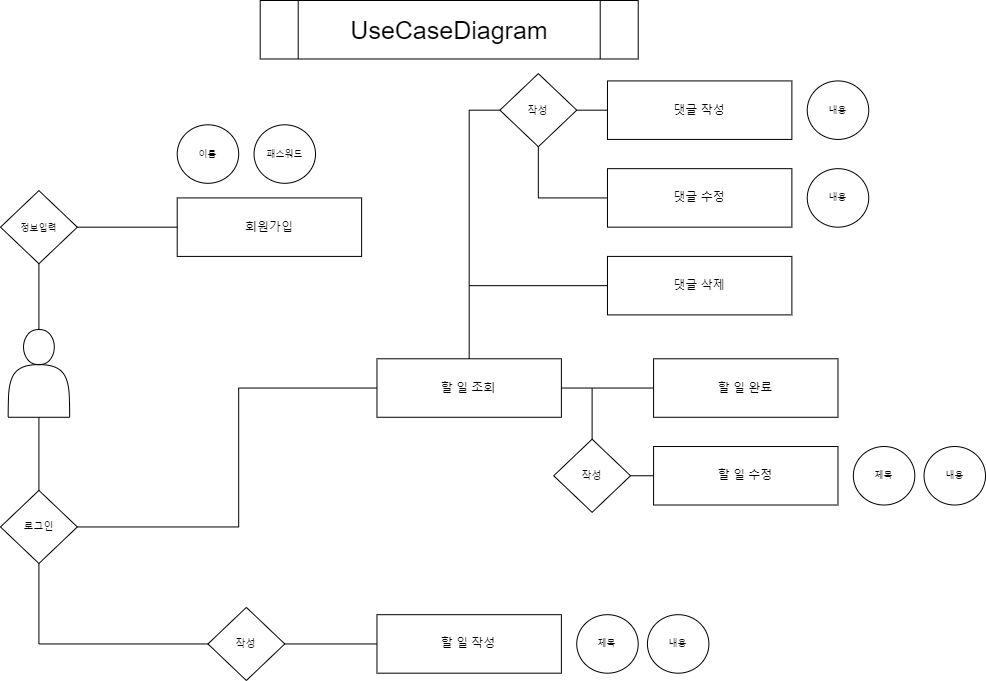 UseCaseDiagram
작성
댓글 작성
내용
이름
패스워드
댓글 수정
내용
정보입력
회원가입
댓글 삭제
할 일 조회
할 일 완료
작성
할 일 수정
제목
내용
로그인
작성
할 일 작성
제목
내용